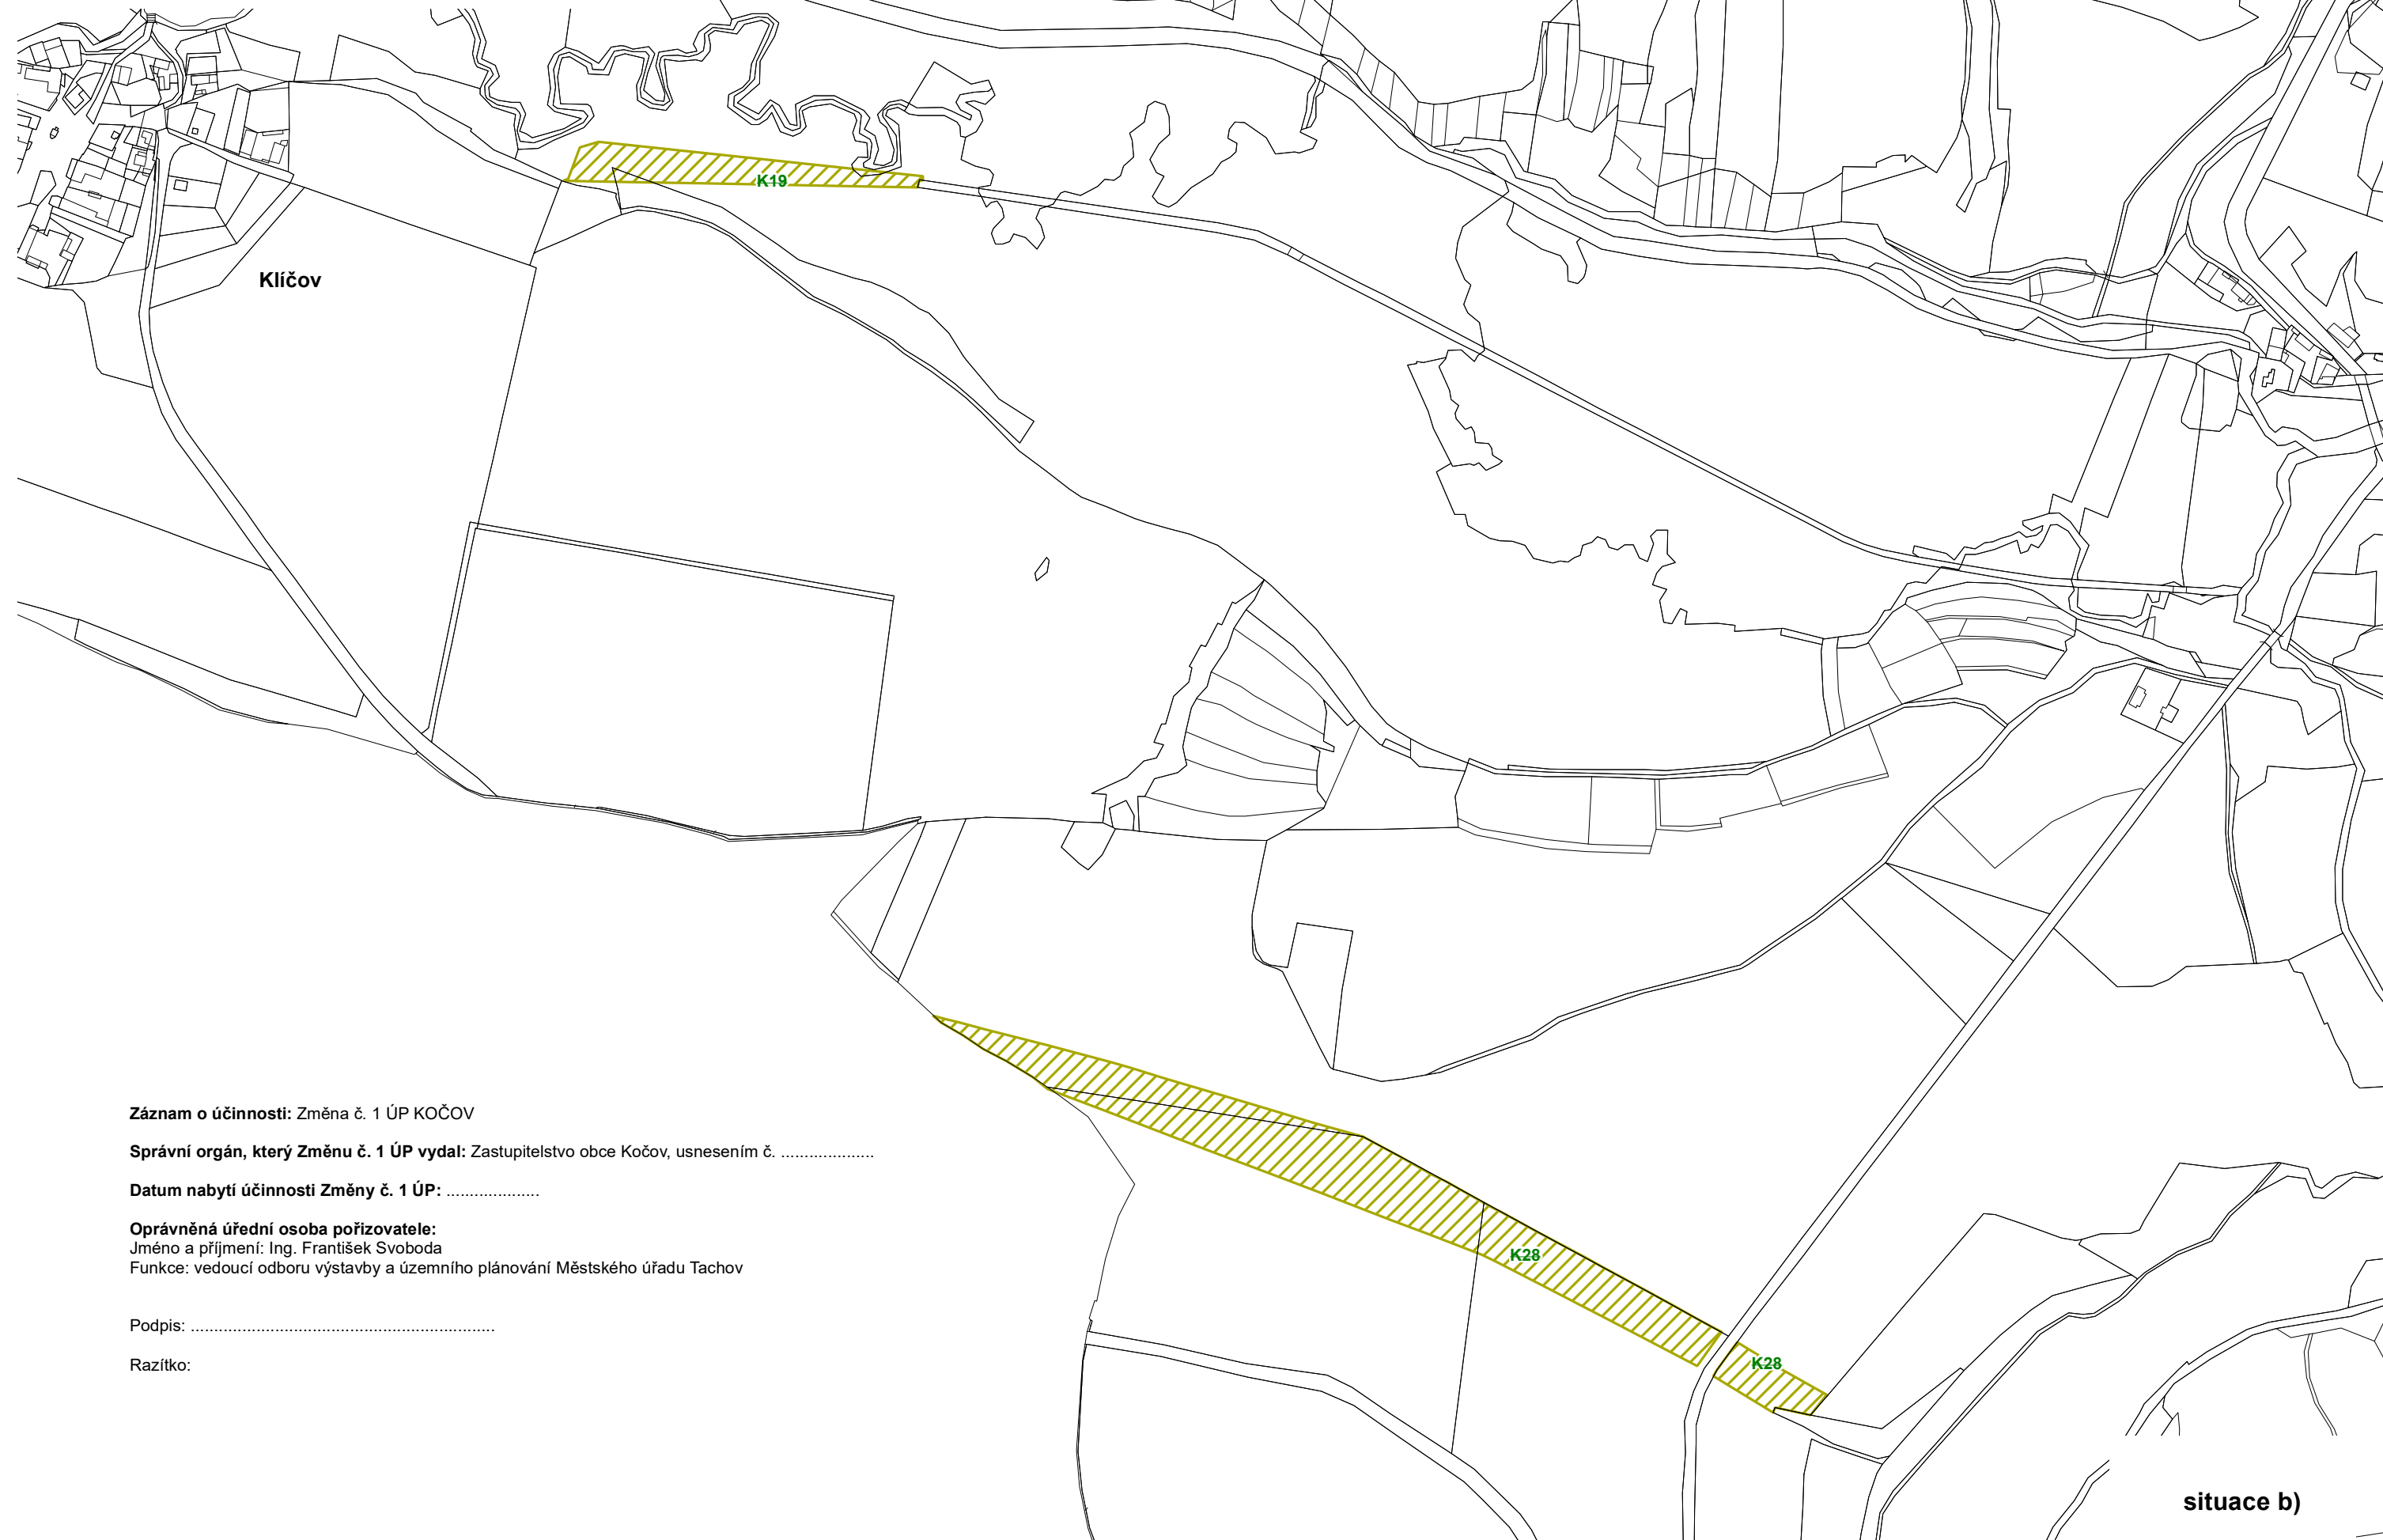 K19
Klíčov
Záznam o účinnosti: Změna č. 1 ÚP KOČOV
Správní orgán, který Změnu č. 1 ÚP vydal: Zastupitelstvo obce Kočov, usnesením č. ....................
Datum nabytí účinnosti Změny č. 1 ÚP: ....................
Oprávněná úřední osoba pořizovatele:
Jméno a příjmení: Ing. František Svoboda
Funkce: vedoucí odboru výstavby a územního plánování Městského úřadu Tachov
K28
Podpis: .................................................................
K28
Razítko:
situace b)